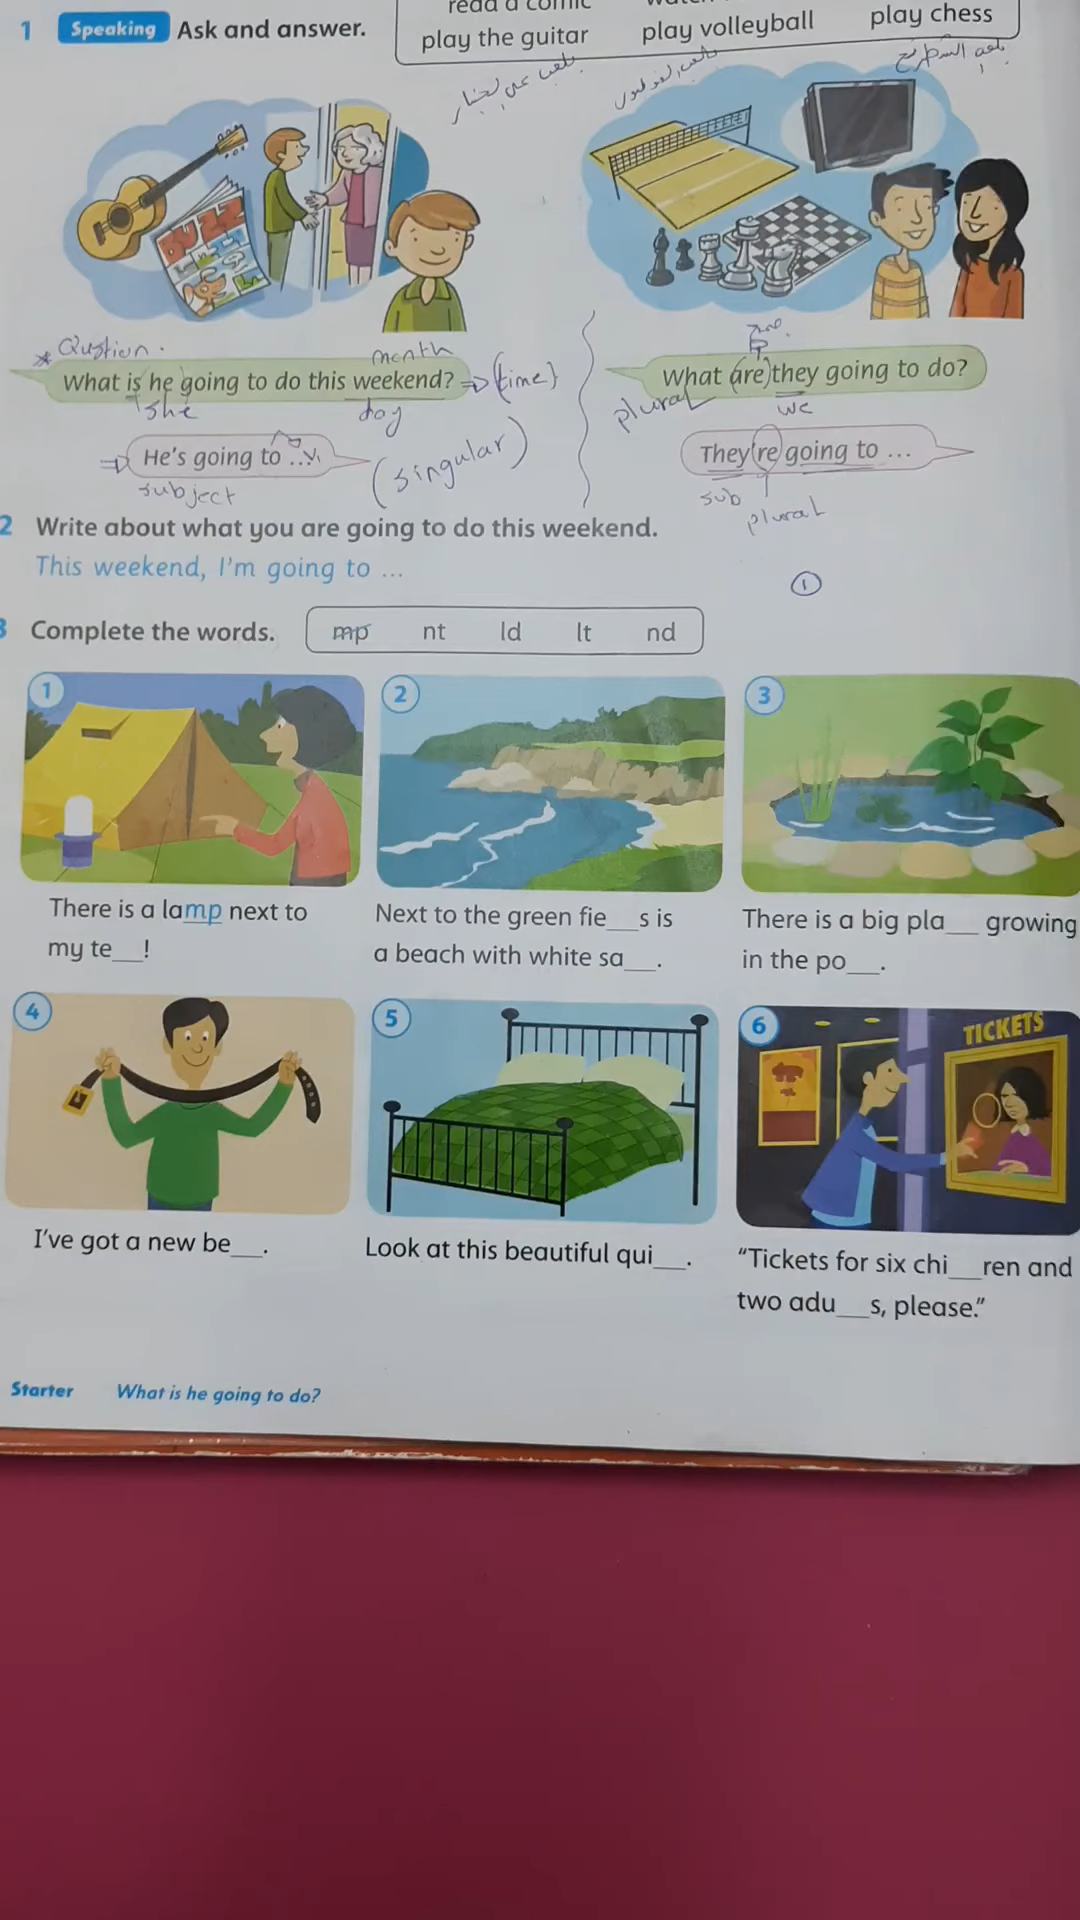 read a comic
1 Speaking Ask and answer.
play the guitar play volleyball play chess
BUZZ
* Qustion.
month
What is he going to do this weekend? ⇒ {time}
she day
⇒ He's going to ...
subject
(singular)
What are they going to do?
plural we
They're going to ...
sub plural
2 Write about what you are going to do this weekend.
This weekend, I'm going to ...
1
3 Complete the words.
mp nt ld lt nd
1
There is a lamp next to
my te__!
2
Next to the green fie__s is
a beach with white sa__.
3
There is a big pla__ growing
in the po__.
4
I've got a new be__.
5
Look at this beautiful qui__.
6
TICKETS
"Tickets for six chi__ren and
two adu__s, please."
Starter What is he going to do?